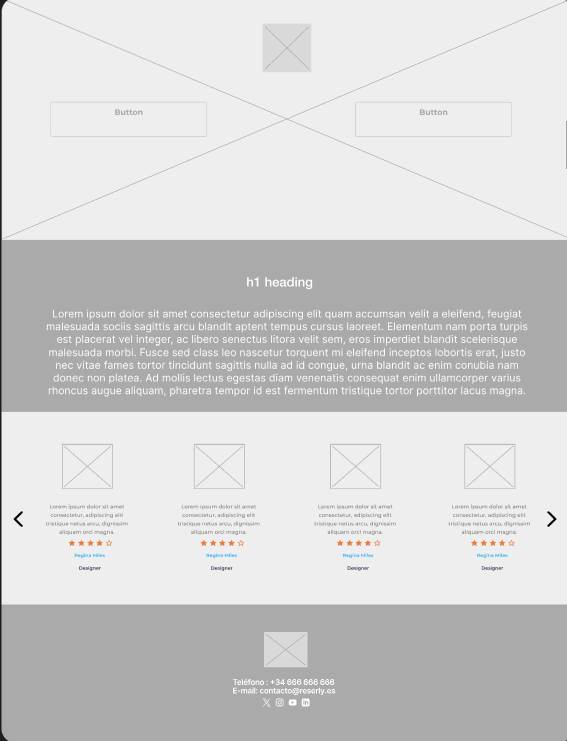 Button
Button
h1 heading
Lorem ipsum dolor sit amet consectetur adipiscing elit quam accumsan velit a eleifend, feugiat
malesuada sociis sagittis arcu blandit aptent tempus cursus laoreet. Elementum nam porta turpis
est placerat vel integer, ac libero senectus litora velit sem, eros imperdiet blandit scelerisque
malesuada morbi. Fusce sed class leo nascetur torquent mi eleifend inceptos lobortis erat, justo
nec vitae fames tortor tincidunt sagittis nulla ad id congue, urna blandit ac enim conubia nam
donec non platea. Ad mollis lectus egestas diam venenatis consequat enim ullamcorper varius
rhoncus augue aliquam, pharetra tempor id est fermentum tristique tortor porttitor lacus magna.
Lorem ipsum dolor sit amet
consectetur, adipiscing elit
tristique netus arcu, dignissim
aliquam orci magna.
Regina Miles
Designer
Lorem ipsum dolor sit amet
consectetur, adipiscing elit
tristique netus arcu, dignissim
aliquam orci magna.
Regina Miles
Designer
Lorem ipsum dolor sit amet
consectetur, adipiscing elit
tristique netus arcu, dignissim
aliquam orci magna.
Regina Miles
Designer
Lorem ipsum dolor sit amet
consectetur, adipiscing elit
tristique netus arcu, dignissim
aliquam orci magna.
Regina Miles
Designer
Teléfono : +34 666 666 666
E-mail: contacto@reserly.es